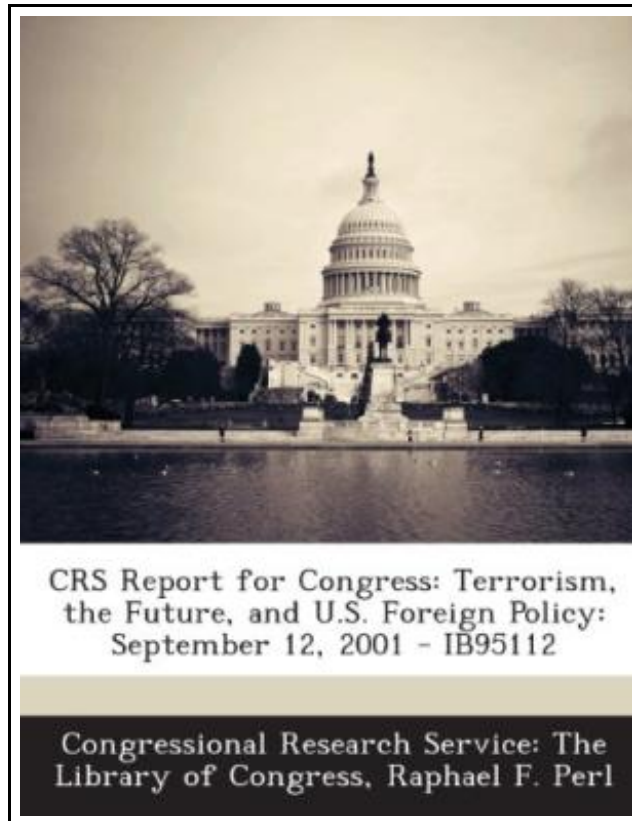 CRS Report for Congress: Terrorism,
the Future, and U.S. Foreign Policy:
September 12, 2001 - IB95112
Congressional Research Service: The
Library of Congress, Raphael F. Perl